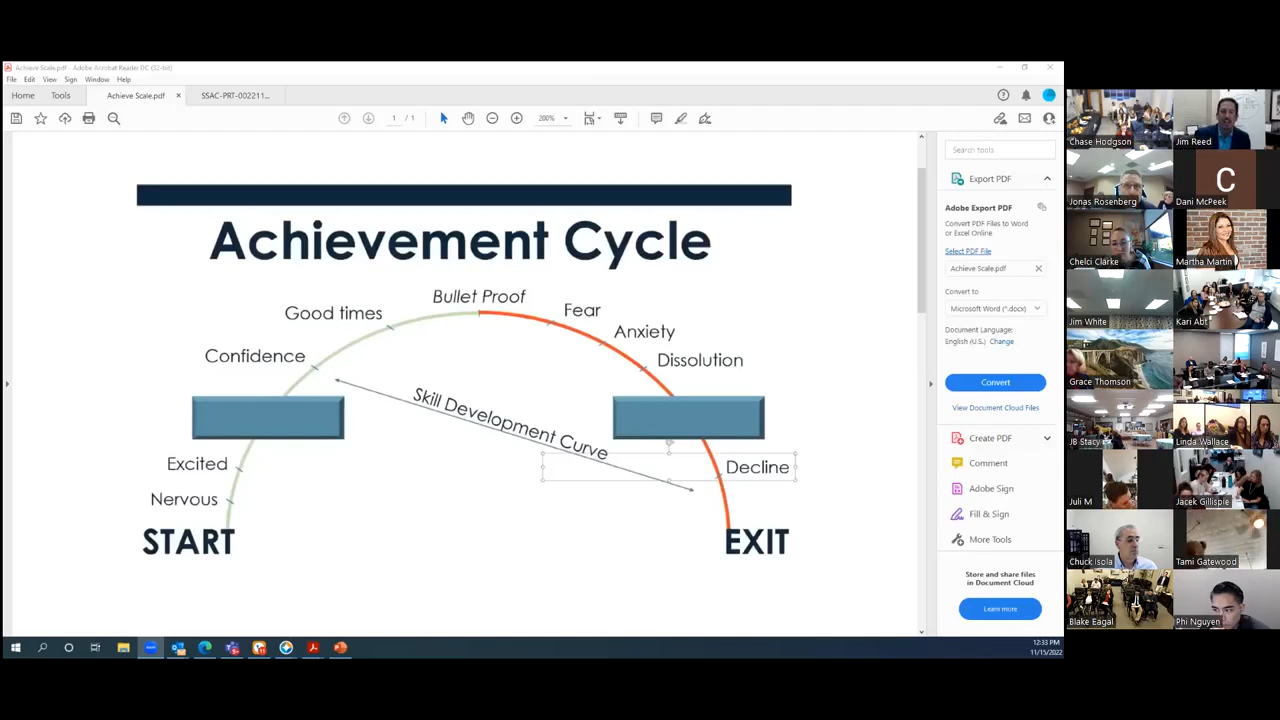 Achieve Scale.pdf - Adobe Acrobat Reader DC (32-bit)
File Edit View Sign Window Help
Home Tools Achieve Scale.pdf × SSAC-PRT-002211...
1 / 1 200%
Achievement Cycle
Bullet Proof
Good times
Fear
Anxiety
Confidence
Dissolution
Skill Development Curve
Excited
Decline
Nervous
START
EXIT
Search tools
Export PDF
Adobe Export PDF
Convert PDF Files to Word
or Excel Online
Select PDF File
Achieve Scale.pdf
Convert to
Microsoft Word (*.docx)
Document Language:
English (U.S.) Change
Convert
View Document Cloud Files
Create PDF
Comment
Adobe Sign
Fill & Sign
More Tools
Store and share files
in Document Cloud
Learn more
12:33 PM
11/15/2022
Chase Hodgson
Jim Reed
C
Jonas Rosenberg
Dani McPeek
Chelci Clarke
Martha Martin
Jim White
Kari Abt
Grace Thomson
JB Stacy
Linda Wallace
Juli M
Jacek Gillispie
Chuck Isola
Tami Gatewood
Blake Eagal
Phi Nguyen